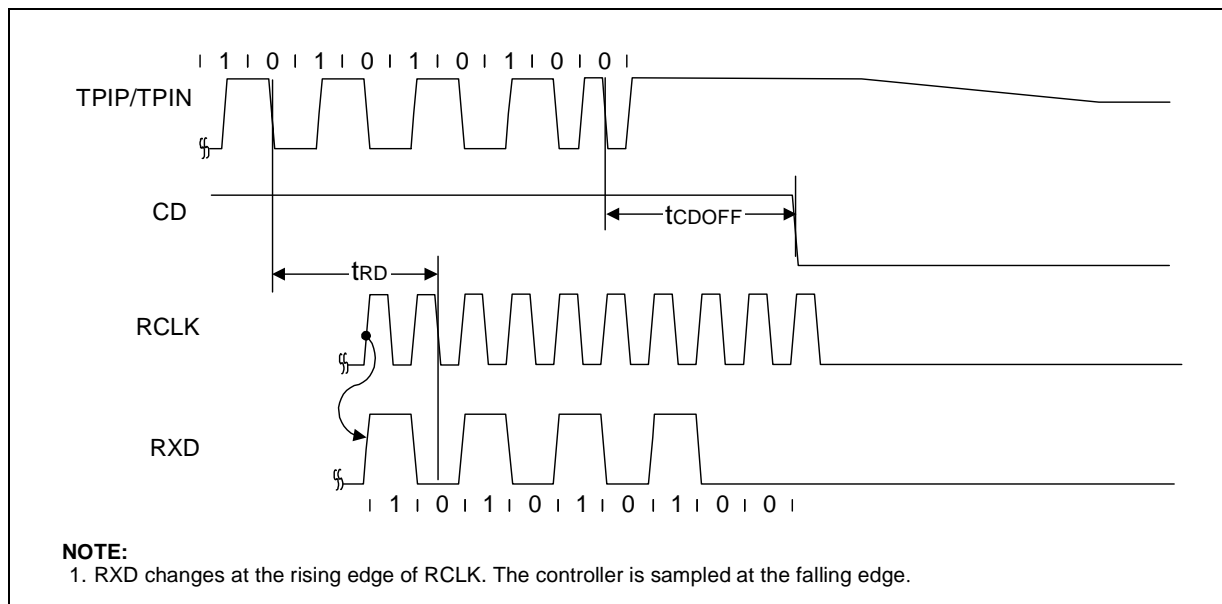 1 0 1 0 1 0 1 0 0
TPIP/TPIN
CD
tCDOFF
tRD
RCLK
RXD
1 0 1 0 1 0 1 0 0
NOTE:
1. RXD changes at the rising edge of RCLK. The controller is sampled at the falling edge.